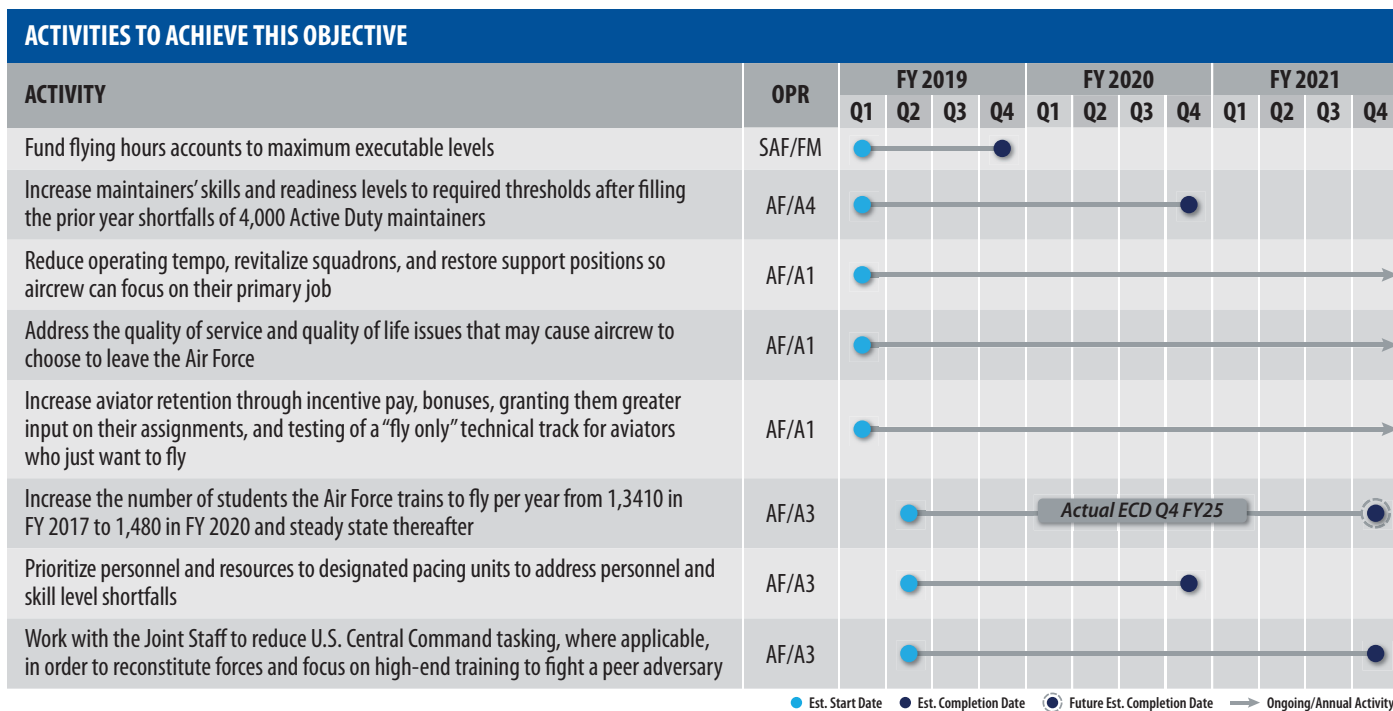 ACTIVITIES TO ACHIEVE THIS OBJECTIVE
ACTIVITY OPR FY 2019 FY 2020 FY 2021
Q1 Q2 Q3 Q4 Q1 Q2 Q3 Q4 Q1 Q2 Q3 Q4
Fund flying hours accounts to maximum executable levels SAF/FM
Increase maintainers' skills and readiness levels to required thresholds after filling
the prior year shortfalls of 4,000 Active Duty maintainers AF/A4
Reduce operating tempo, revitalize squadrons, and restore support positions so
aircrew can focus on their primary job AF/A1
Address the quality of service and quality of life issues that may cause aircrew to
choose to leave the Air Force AF/A1
Increase aviator retention through incentive pay, bonuses, granting them greater
input on their assignments, and testing of a "fly only" technical track for aviators AF/A1
who just want to fly
Increase the number of students the Air Force trains to fly per year from 1,3410 in
FY 2017 to 1,480 in FY 2020 and steady state thereafter AF/A3 Actual ECD Q4 FY25
Prioritize personnel and resources to designated pacing units to address personnel and
skill level shortfalls AF/A3
Work with the Joint Staff to reduce U.S. Central Command tasking, where applicable,
in order to reconstitute forces and focus on high-end training to fight a peer adversary AF/A3
Est. Start Date Est. Completion Date Future Est. Completion Date Ongoing/Annual Activity